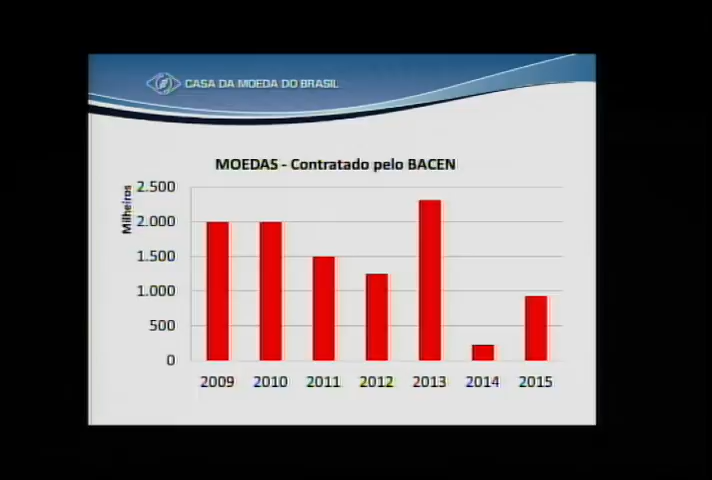 CASA DA MOEDA DO BRASIL
MOEDAS - Contratado pelo BACEN
Milheiros
2.500
2.000
1.500
1.000
500
0
2009 2010 2011 2012 2013 2014 2015